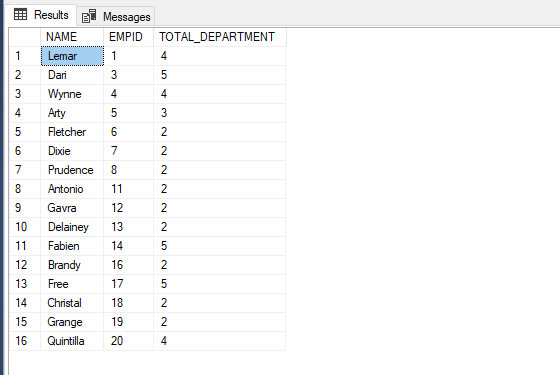 Results Messages
NAME EMPID TOTAL_DEPARTMENT
1 Lemar 1 4
2 Dari 3 5
3 Wynne 4 4
4 Arty 5 3
5 Fletcher 6 2
6 Dixie 7 2
7 Prudence 8 2
8 Antonio 11 2
9 Gavra 12 2
10 Delainey 13 2
11 Fabien 14 5
12 Brandy 16 2
13 Free 17 5
14 Christal 18 2
15 Grange 19 2
16 Quintilla 20 4